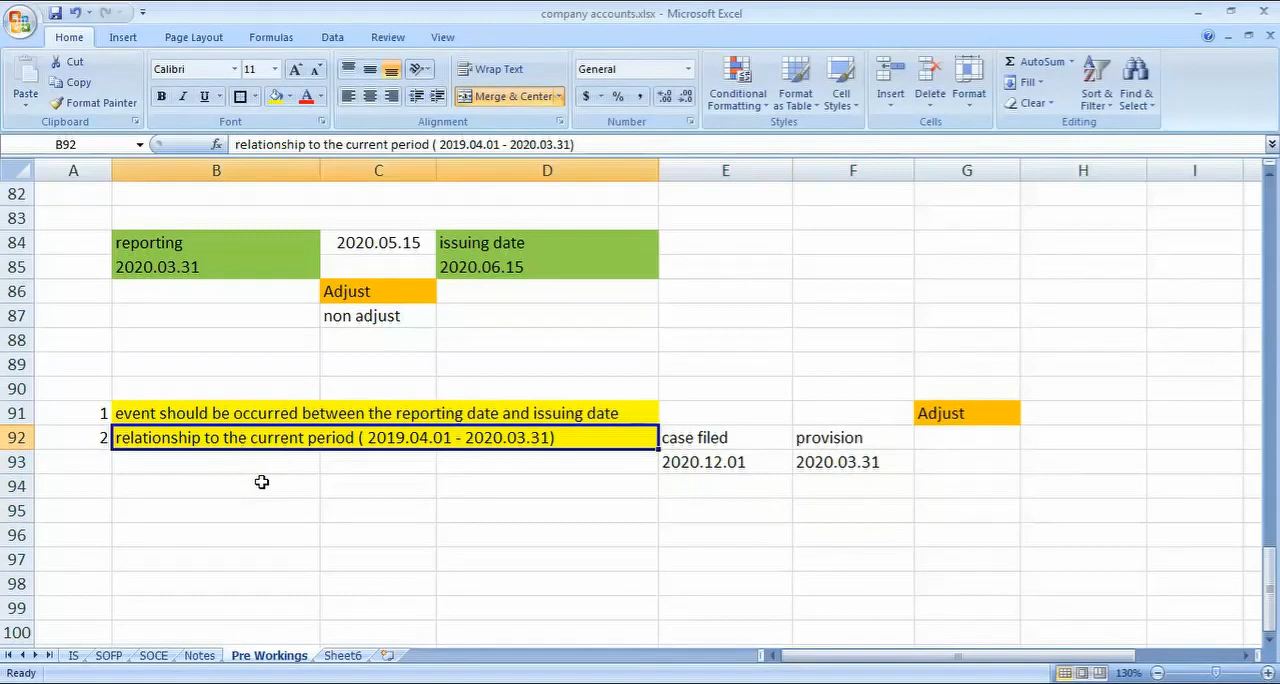 company accounts.xlsx - Microsoft Excel
Home Insert Page Layout Formulas Data Review View
Paste Cut Copy Format Painter Clipboard
Calibri 11 B I U Font
Wrap Text Merge & Center Alignment
General $ % , Number
Conditional Formatting Format as Table Cell Styles Styles
Insert Delete Format Cells
Σ AutoSum Fill Clear Sort & Filter Find & Select Editing
B92 fx relationship to the current period ( 2019.04.01 - 2020.03.31)
A B C D E F G H I
82
83
84 reporting 2020.05.15 issuing date
85 2020.03.31 2020.06.15
86 Adjust
87 non adjust
88
89
90
91 1 event should be occurred between the reporting date and issuing date Adjust
92 2 relationship to the current period ( 2019.04.01 - 2020.03.31) case filed provision
93 2020.12.01 2020.03.31
94
95
96
97
98
99
100
IS SOFP SOCE Notes Pre Workings Sheet6
Ready 130%